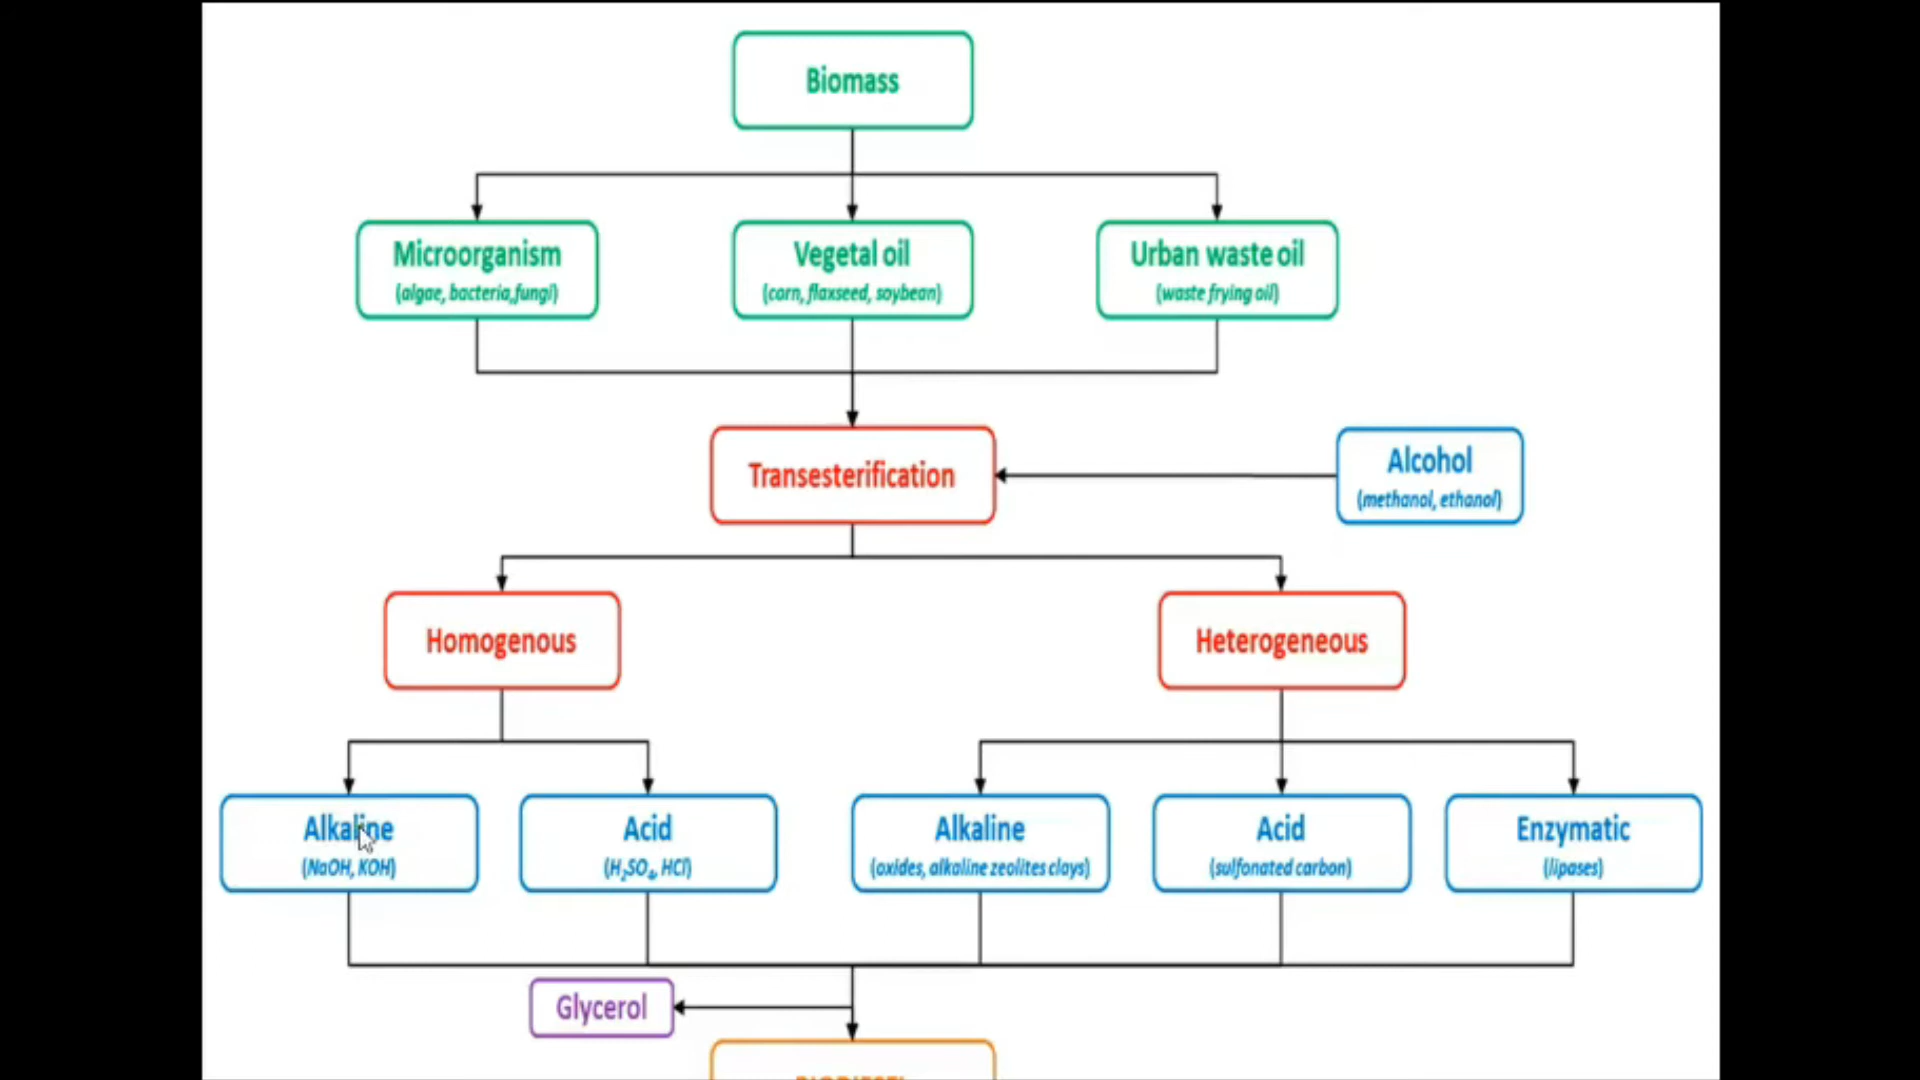 Biomass
Microorganism
(algae, bacteria,fungi)
Vegetal oil
(corn, flaxseed, soybean)
Urban waste oil
(waste frying oil)
Transesterification
Alcohol
(methanol, ethanol)
Homogenous
Heterogeneous
Alkaline
(NaOH, KOH)
Acid
(H₂SO₄, HCl)
Alkaline
(oxides, alkaline zeolites clays)
Acid
(sulfonated carbon)
Enzymatic
(lipases)
Glycerol